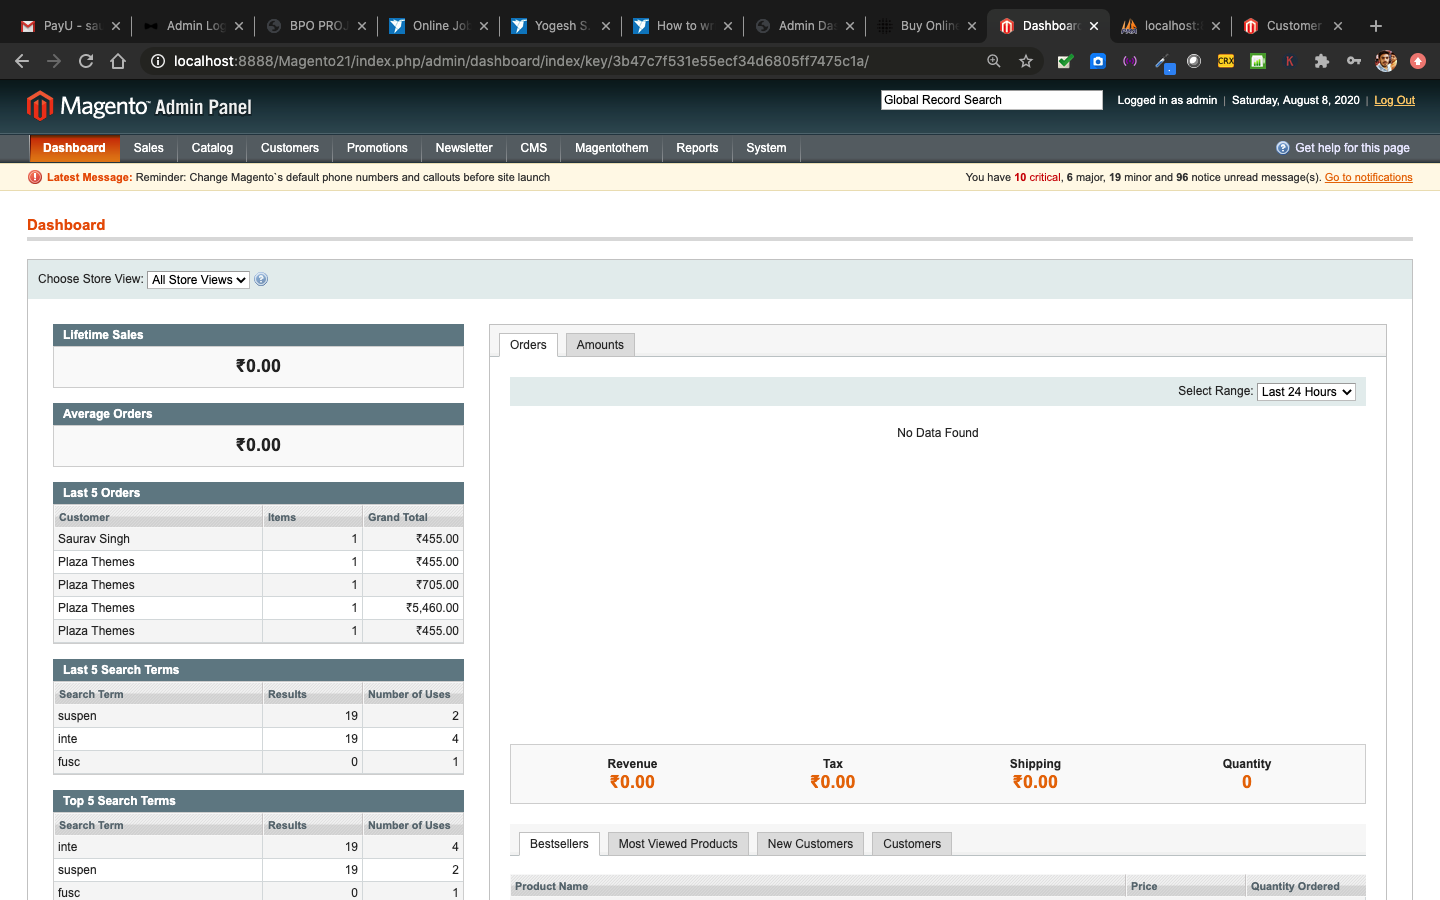 PayU - sau
Admin Log
BPO PROJ
Online Job
Yogesh S.
How to wr
Admin Das
Buy Online
Dashboard
localhost:
Customer
localhost:8888/Magento21/index.php/admin/dashboard/index/key/3b47c7f531e55ecf34d6805ff7475c1a/
CRX
K
Magento™ Admin Panel
Global Record Search
Logged in as admin | Saturday, August 8, 2020 | Log Out
Dashboard Sales Catalog Customers Promotions Newsletter CMS Magentothem Reports System
Get help for this page
Latest Message: Reminder: Change Magento`s default phone numbers and callouts before site launch
You have 10 critical, 6 major, 19 minor and 96 notice unread message(s). Go to notifications
Dashboard
Choose Store View: All Store Views
Lifetime Sales
₹0.00
Average Orders
₹0.00
Last 5 Orders
Customer Items Grand Total
Saurav Singh 1 ₹455.00
Plaza Themes 1 ₹455.00
Plaza Themes 1 ₹705.00
Plaza Themes 1 ₹5,460.00
Plaza Themes 1 ₹455.00
Last 5 Search Terms
Search Term Results Number of Uses
suspen 19 2
inte 19 4
fusc 0 1
Top 5 Search Terms
Search Term Results Number of Uses
inte 19 4
suspen 19 2
fusc 0 1
Orders Amounts
Select Range: Last 24 Hours
No Data Found
Revenue Tax Shipping Quantity
₹0.00 ₹0.00 ₹0.00 0
Bestsellers Most Viewed Products New Customers Customers
Product Name Price Quantity Ordered